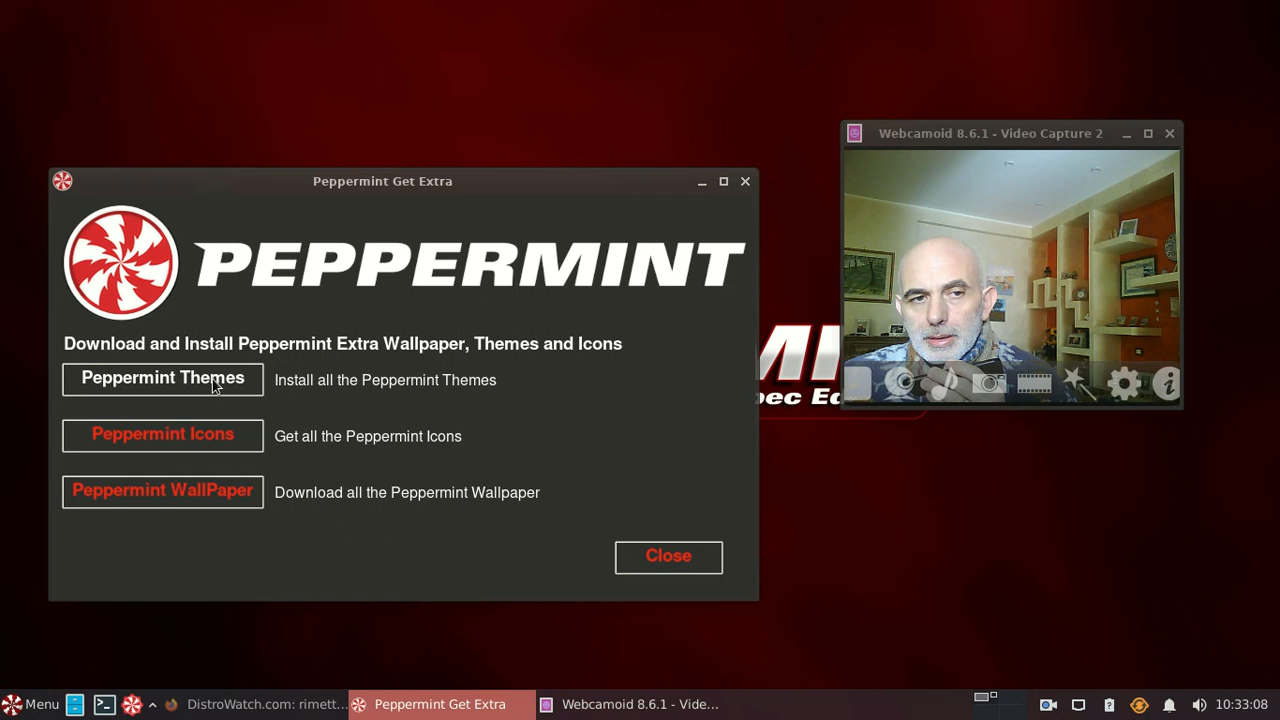 Webcamoid 8.6.1 - Video Capture 2
Peppermint Get Extra
PEPPERMINT
Download and Install Peppermint Extra Wallpaper, Themes and Icons
Peppermint Themes Install all the Peppermint Themes
Peppermint Icons Get all the Peppermint Icons
Peppermint WallPaper Download all the Peppermint Wallpaper
Close
Menu DistroWatch.com: rimett... Peppermint Get Extra Webcamoid 8.6.1 - Vide... 10:33:08